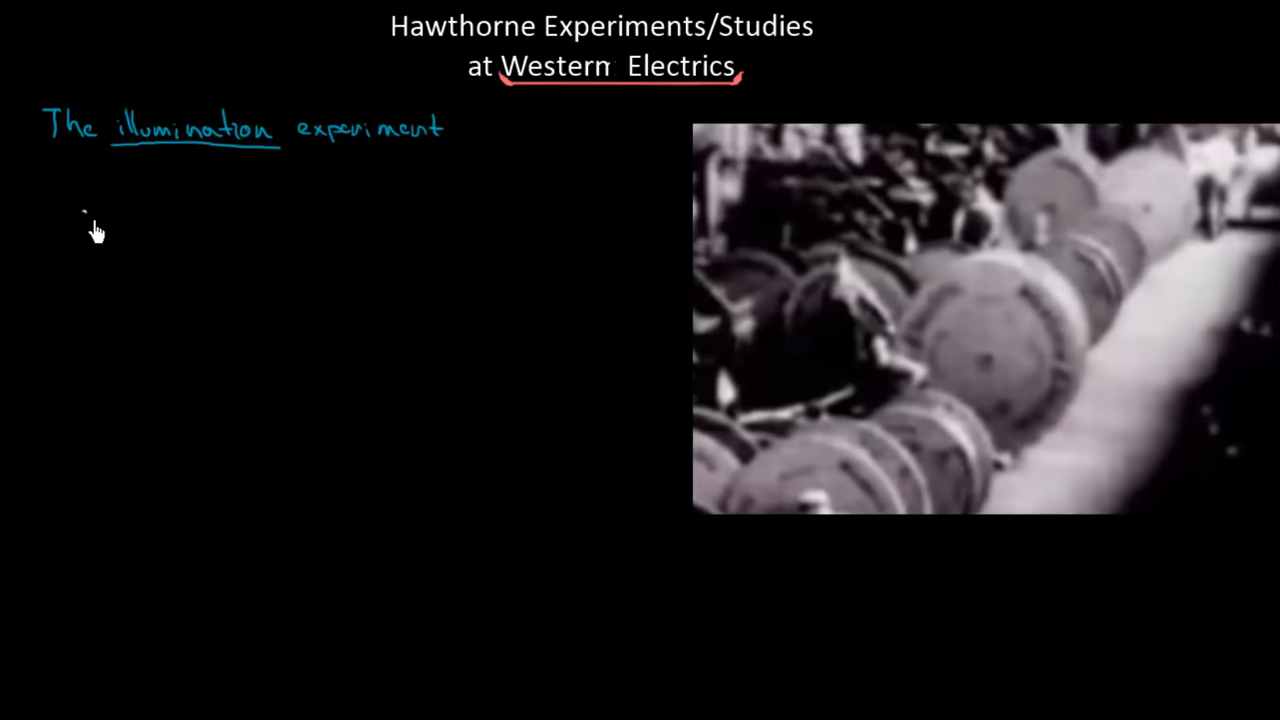 Hawthorne Experiments/Studies
at Western Electrics
The illumination experiment